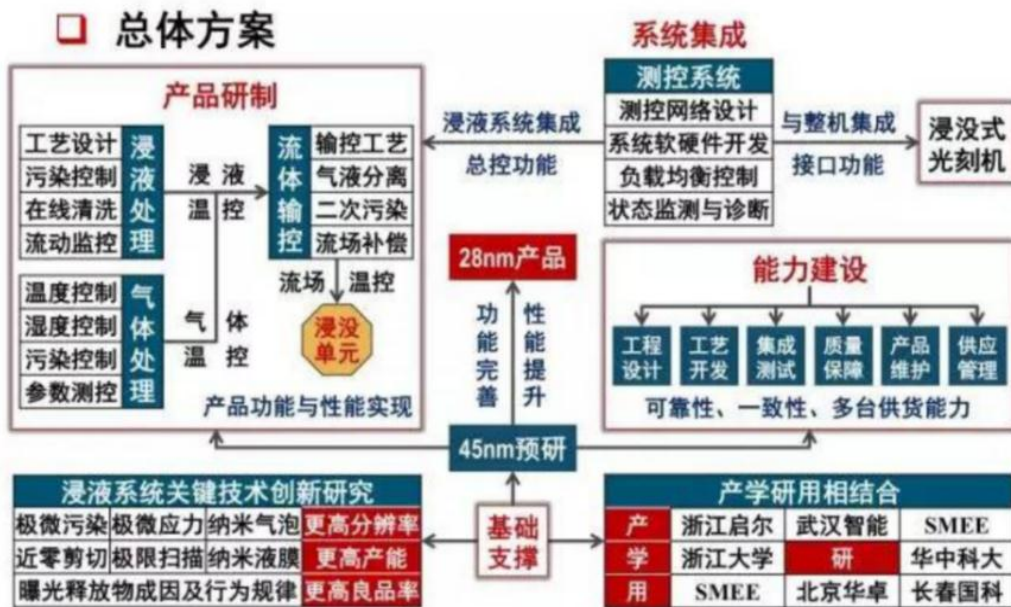 总体方案
产品研制
工艺设计
污染控制
在线清洗
流动监控
浸液处理
浸液
温控
流体输控
输控工艺
气液分离
二次污染
流场补偿
流场 温控
浸没
单元
温度控制
湿度控制
污染控制
参数测控
气体处理
气体
温控
产品功能与性能实现
系统集成
测控系统
测控网络设计
系统软硬件开发
负载均衡控制
状态监测与诊断
浸液系统集成
总控功能
与整机集成
接口功能
浸没式
光刻机
28nm产品
功能完善
性能提升
45nm预研
能力建设
工程
设计
工艺
开发
集成
测试
质量
保障
产品
维护
供应
管理
可靠性、一致性、多台供货能力
浸液系统关键技术创新研究
极微污染 极微应力 纳米气泡 更高分辨率
近零剪切 极限扫描 纳米液膜 更高产能
曝光释放物成因及行为规律 更高良品率
基础
支撑
产学研用相结合
产 浙江启尔 武汉智能 SMEE
学 浙江大学 研 华中科大
用 SMEE 北京华卓 长春国科